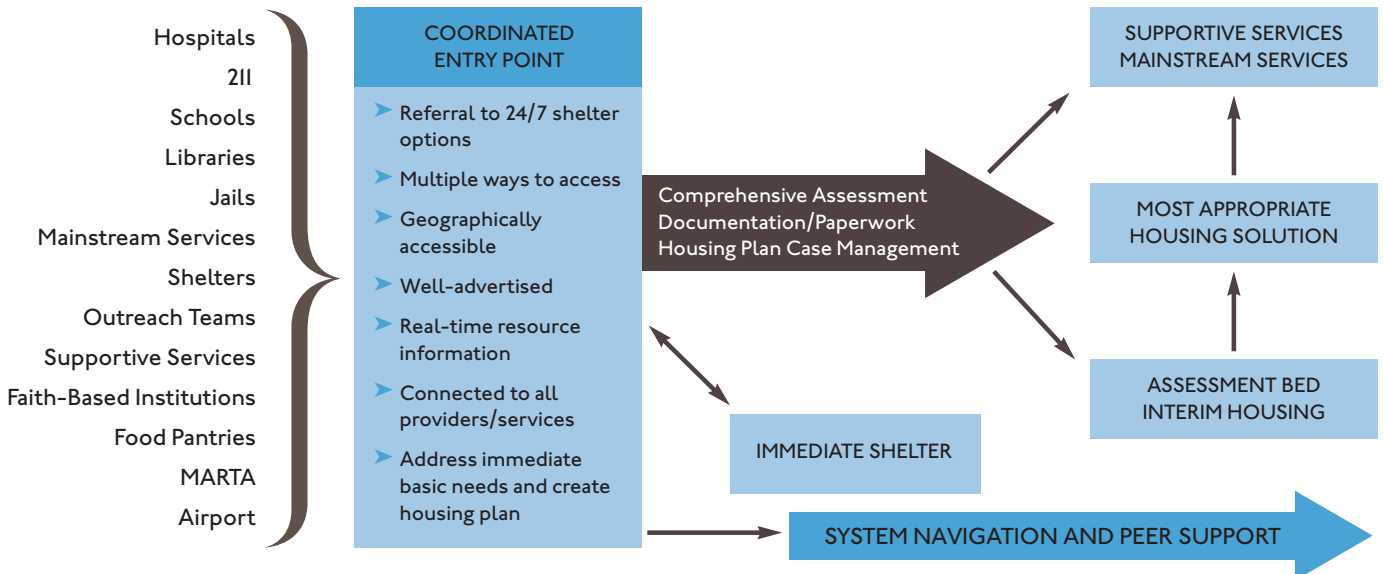 Hospitals
211
Schools
Libraries
Jails
Mainstream Services
Shelters
Outreach Teams
Supportive Services
Faith-Based Institutions
Food Pantries
MARTA
Airport
COORDINATED
ENTRY POINT
➤ Referral to 24/7 shelter
options
➤ Multiple ways to access
➤ Geographically
accessible
➤ Well-advertised
➤ Real-time resource
information
➤ Connected to all
providers/services
➤ Address immediate
basic needs and create
housing plan
Comprehensive Assessment
Documentation/Paperwork
Housing Plan Case Management
IMMEDIATE SHELTER
SUPPORTIVE SERVICES
MAINSTREAM SERVICES
MOST APPROPRIATE
HOUSING SOLUTION
ASSESSMENT BED
INTERIM HOUSING
SYSTEM NAVIGATION AND PEER SUPPORT